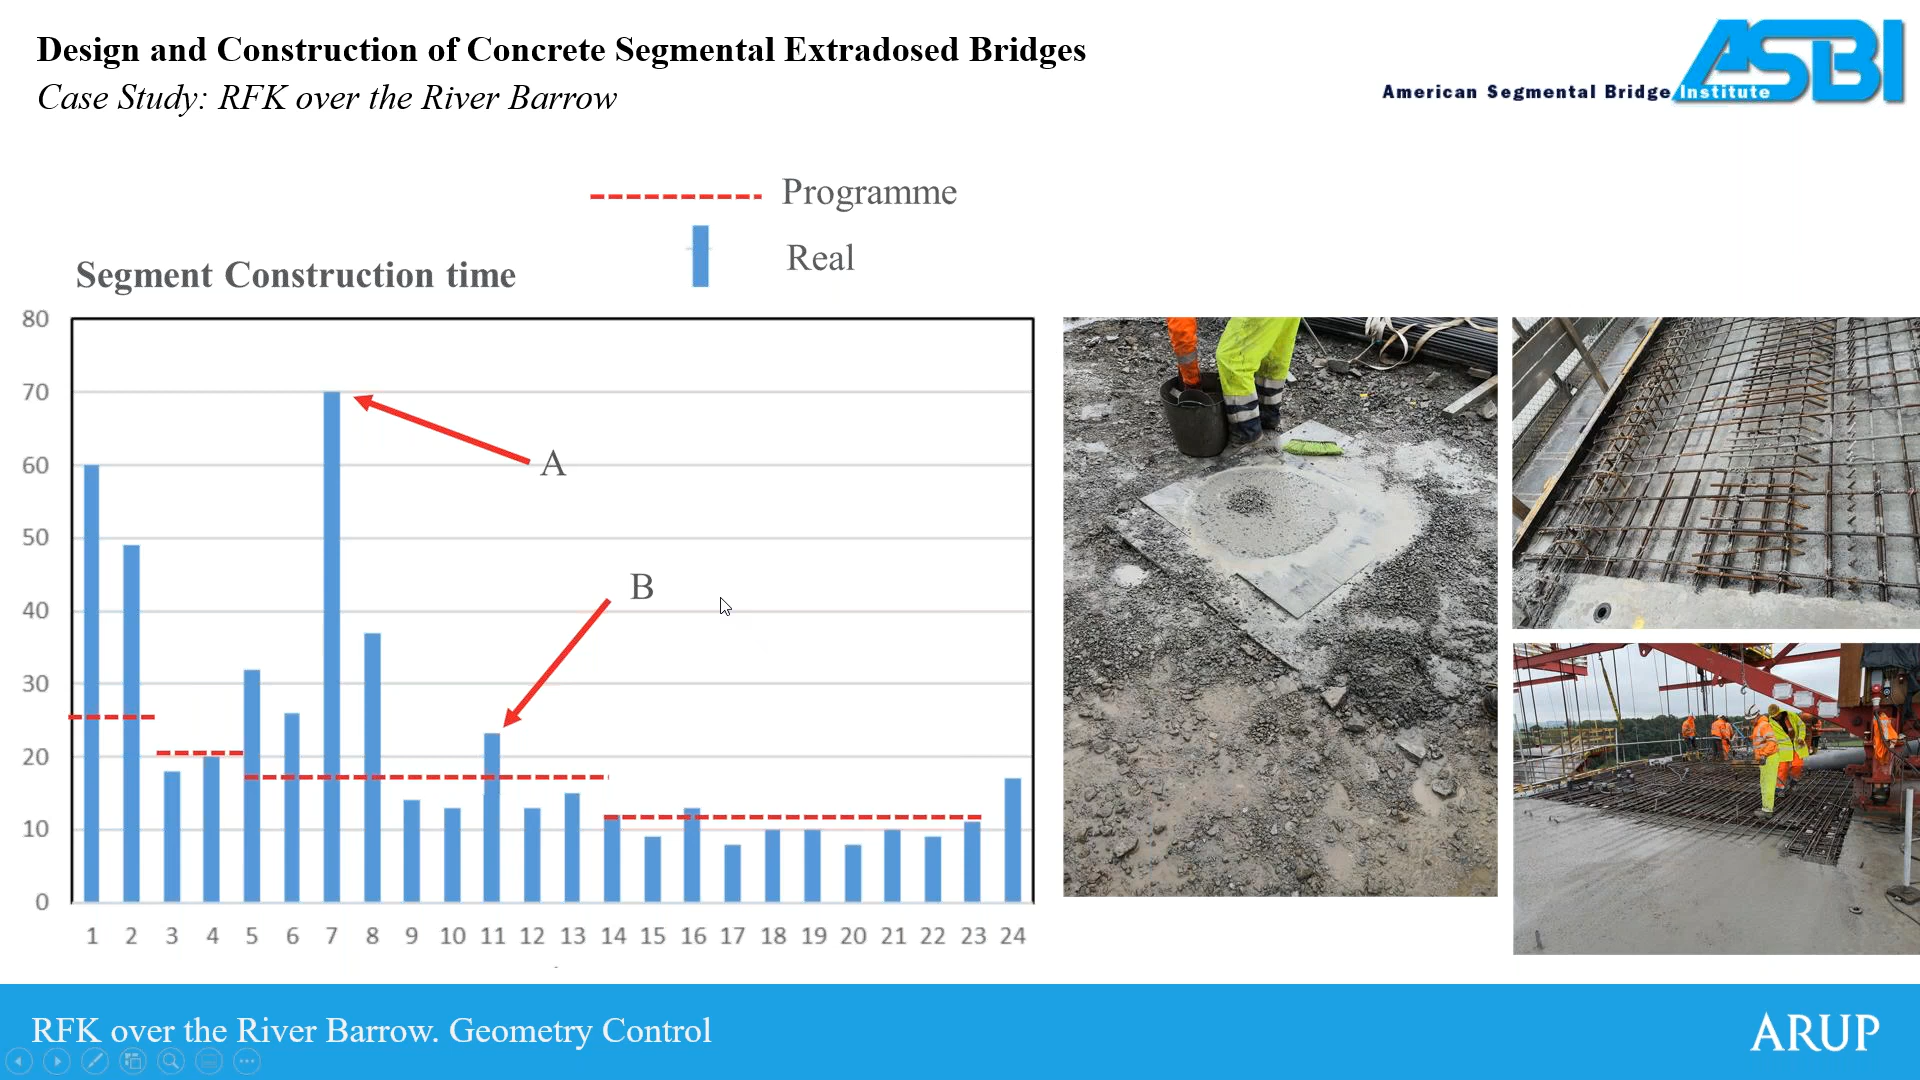 Design and Construction of Concrete Segmental Extradosed Bridges
Case Study: RFK over the River Barrow
ASBI
American Segmental Bridge Institute
Programme
Real
Segment Construction time
80
70
60
50
40
30
20
10
0
A
B
1 2 3 4 5 6 7 8 9 10 11 12 13 14 15 16 17 18 19 20 21 22 23 24
RFK over the River Barrow. Geometry Control
ARUP